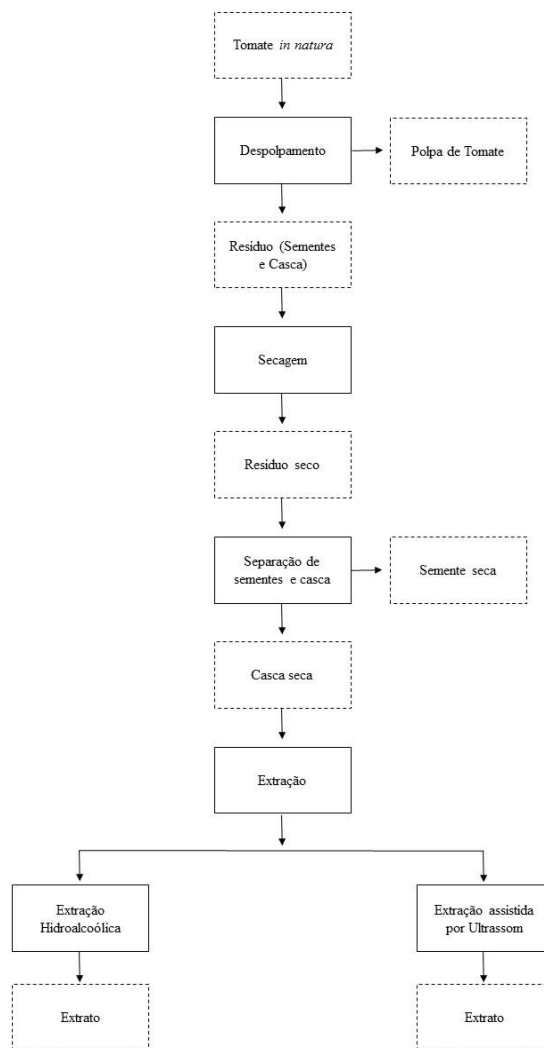 Tomate in natura
Despolpamento
Polpa de Tomate
Resíduo (Sementes
e Casca)
Secagem
Resíduo seco
Separação de
sementes e casca
Semente seca
Casca seca
Extração
Extração
Hidroalcoólica
Extração assistida
por Ultrassom
Extrato
Extrato